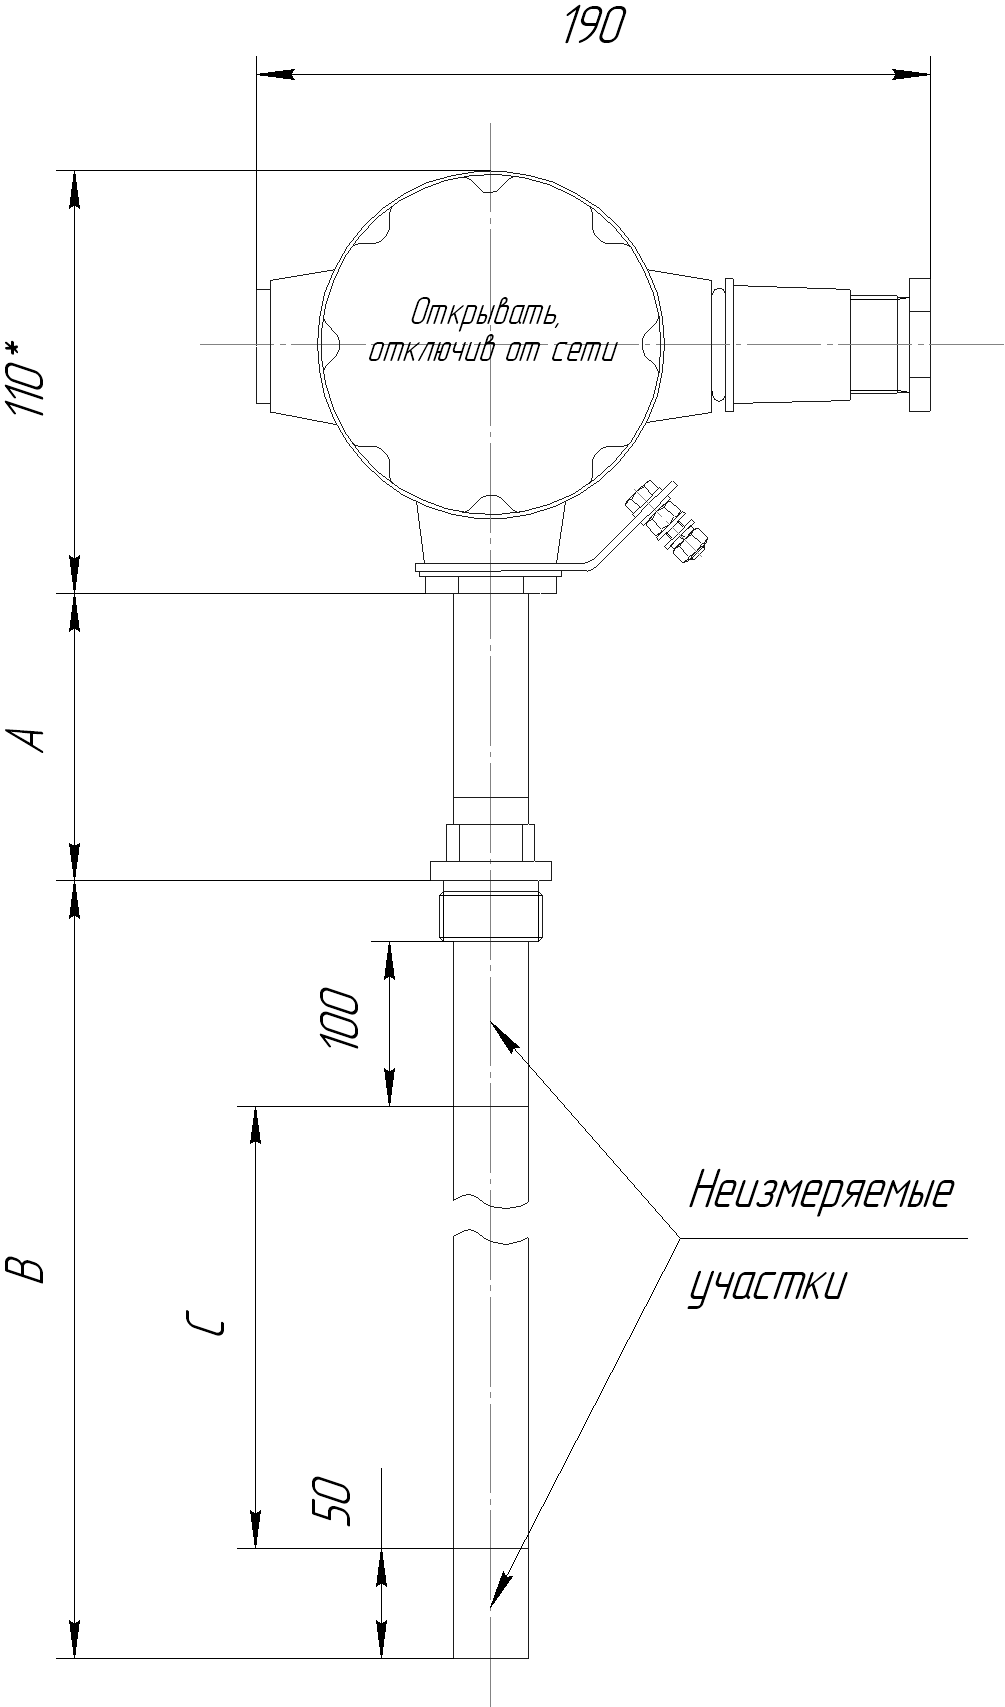 190
Открывать,
отключив от сети
110*
A
100
Неизмеряемые
участки
B
C
50